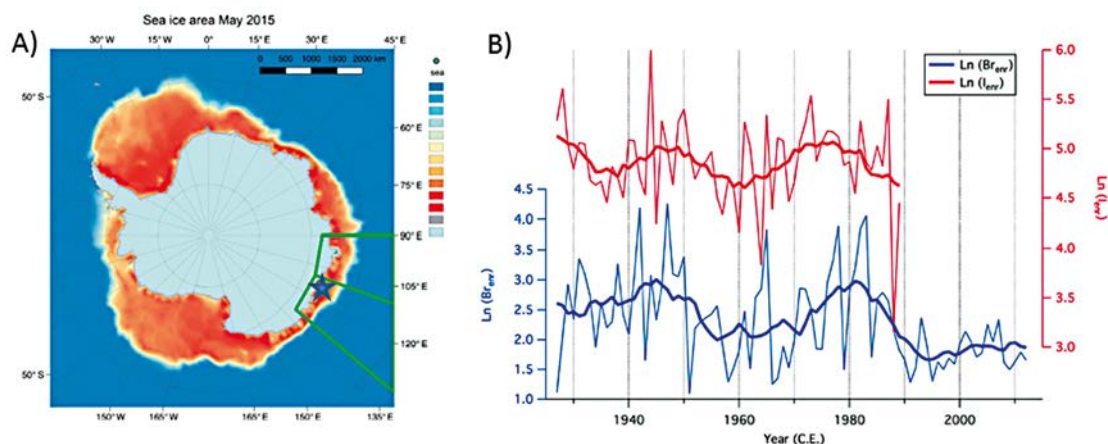 A)
Sea ice area May 2015
30° W 15° W 0° 15° E 30° E 45° E
0 500 1000 1500 2000 km
sea
50° S
60° E
75° E
90° E
105° E
120° E
50° S
150° W 165° W 165° E 150° E 135° E
B)
Ln (Br_enr)
Ln (I_enr)
6.0
5.5
5.0
4.5
4.0
3.5
3.0
Ln (I_enr)
4.5
4.0
3.5
3.0
2.5
2.0
1.5
1.0
Ln (Br_enr)
1940 1960 1980 2000
Year (C.E.)